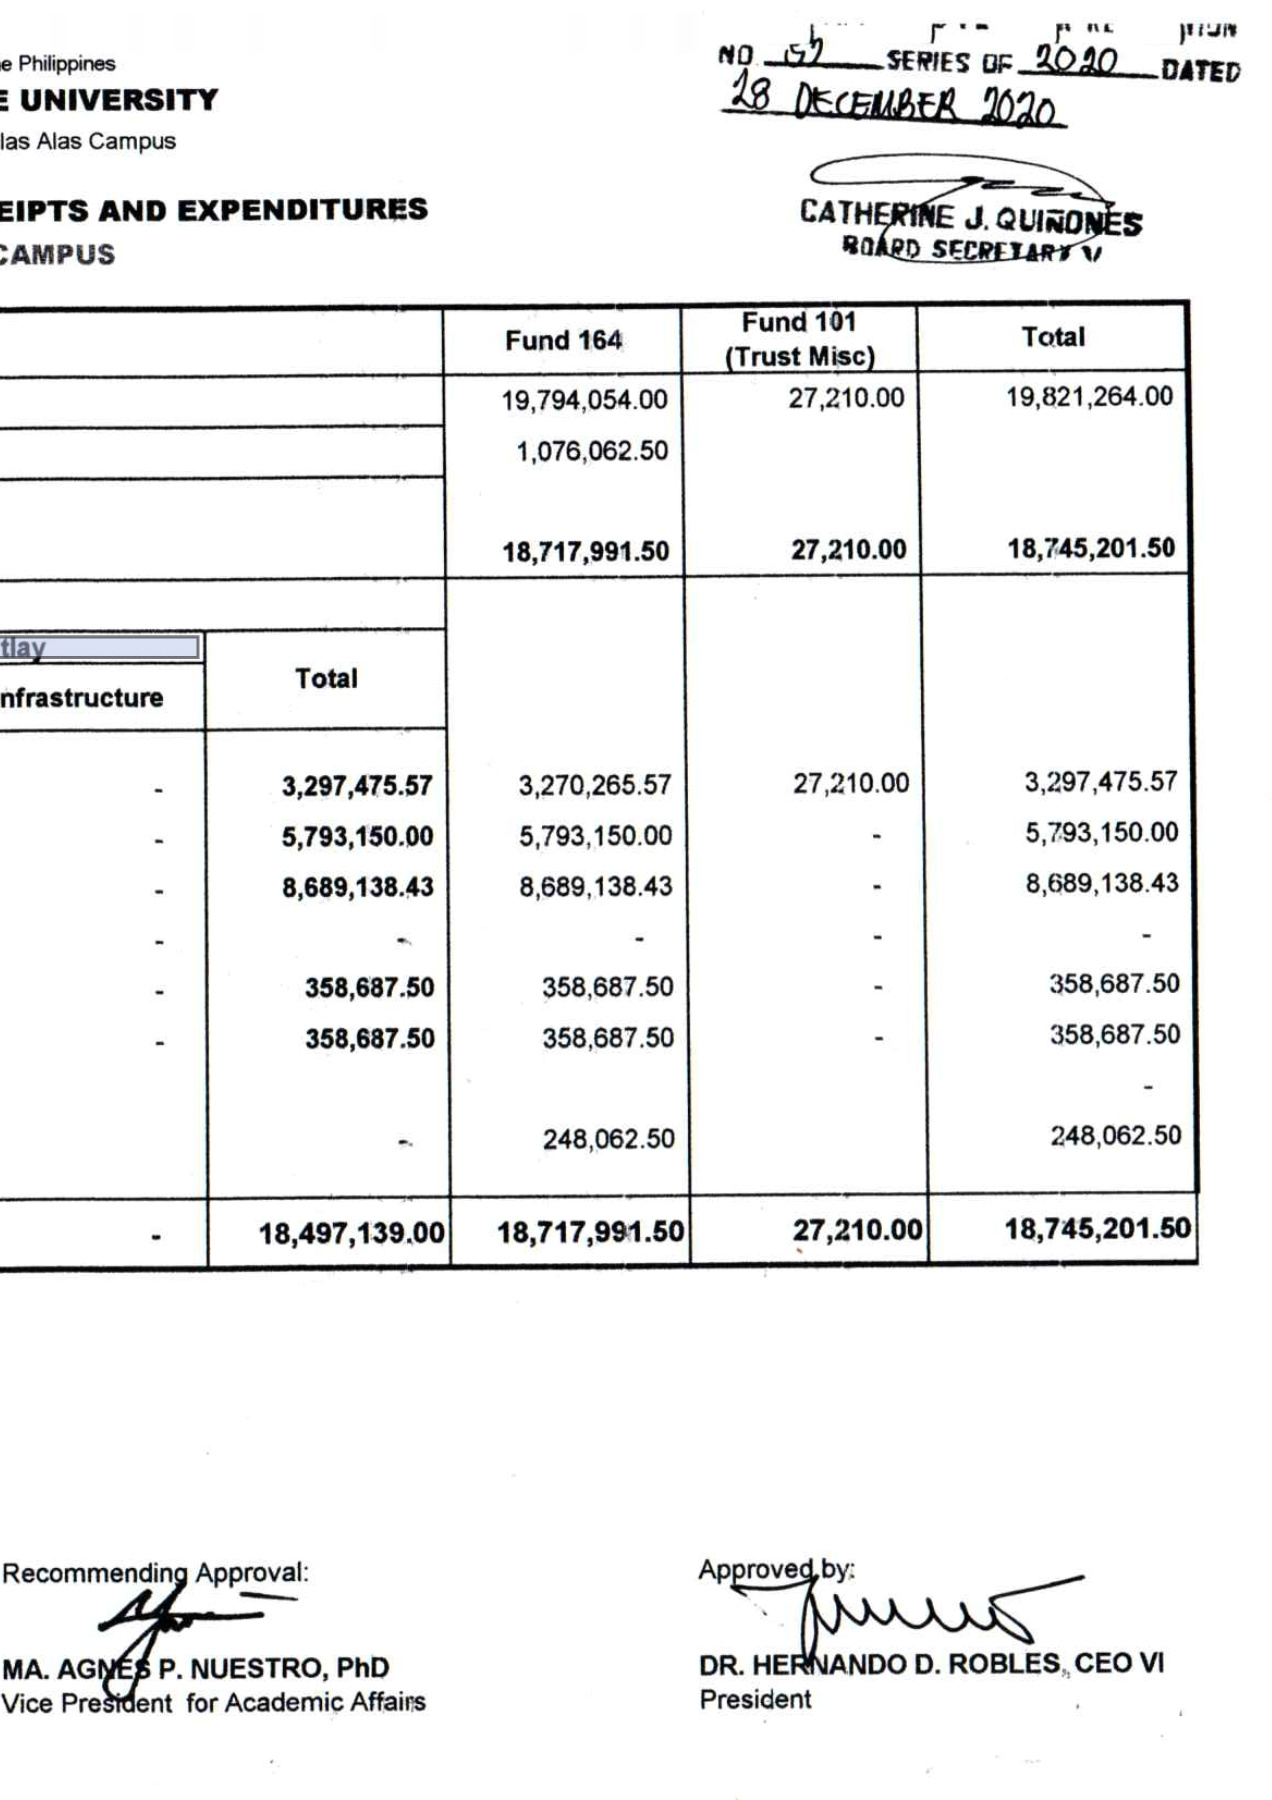 NO. 57 SERIES OF 2020 DATED
28 DECEMBER 2020
e Philippines
E UNIVERSITY
las Alas Campus
CATHERINE J. QUIÑONES
BOARD SECRETARY V
EIPTS AND EXPENDITURES
CAMPUS
Fund 164 Fund 101 (Trust Misc) Total
19,794,054.00 27,210.00 19,821,264.00
1,076,062.50
18,717,991.50 27,210.00 18,745,201.50
tlay
nfrastructure Total
- 3,297,475.57 3,270,265.57 27,210.00 3,297,475.57
- 5,793,150.00 5,793,150.00 - 5,793,150.00
- 8,689,138.43 8,689,138.43 - 8,689,138.43
- - - - -
- 358,687.50 358,687.50 - 358,687.50
- 358,687.50 358,687.50 - 358,687.50
-
- 248,062.50 248,062.50
- 18,497,139.00 18,717,991.50 27,210.00 18,745,201.50
Recommending Approval:
MA. AGNES P. NUESTRO, PhD
Vice President for Academic Affairs
Approved by:
DR. HERNANDO D. ROBLES, CEO VI
President